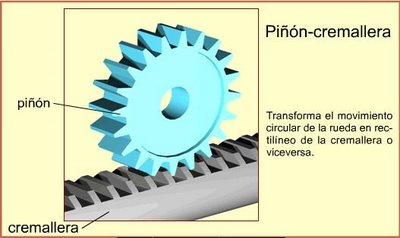 Piñón-cremallera
piñón
Transforma el movimiento
circular de la rueda en rec-
tilíneo de la cremallera o
viceversa.
cremallera